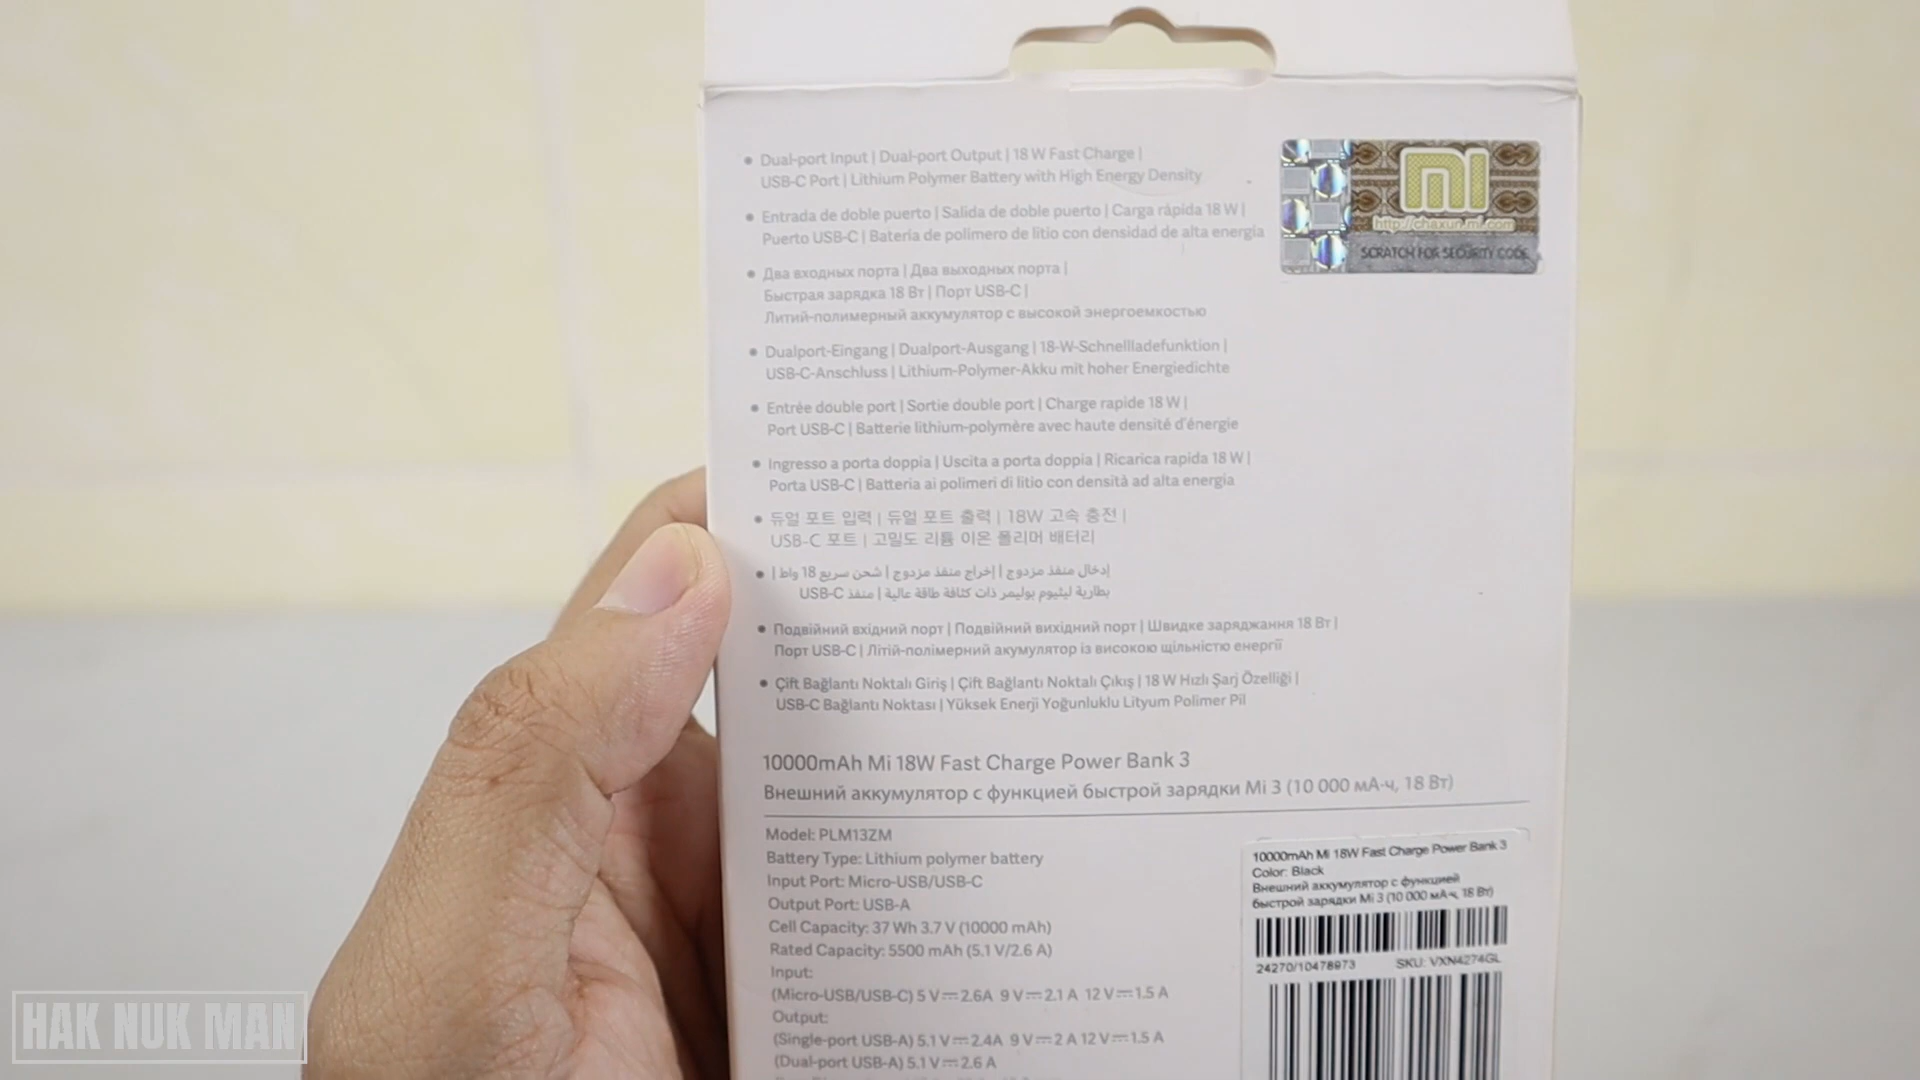 Dual-port Input | Dual-port Output | 18 W Fast Charge |
USB-C Port | Lithium Polymer Battery with High Energy Density
Entrada de doble puerto | Salida de doble puerto | Carga rápida 18 W |
Puerto USB-C | Batería de polímero de litio con densidad de alta energía
Два входных порта | Два выходных порта |
Быстрая зарядка 18 Вт | Порт USB-C |
Литий-полимерный аккумулятор с высокой энергоемкостью
Dualport-Eingang | Dualport-Ausgang | 18-W-Schnellladefunktion |
USB-C-Anschluss | Lithium-Polymer-Akku mit hoher Energiedichte
Entrée double port | Sortie double port | Charge rapide 18 W |
Port USB-C | Batterie lithium-polymère avec haute densité d'énergie
Ingresso a porta doppia | Uscita a porta doppia | Ricarica rapida 18 W |
Porta USB-C | Batteria ai polimeri di litio con densità ad alta energia
듀얼 포트 입력 | 듀얼 포트 출력 | 18W 고속 충전 |
USB-C 포트 | 고밀도 리튬 이온 폴리머 배터리
إدخال منفذ مزدوج | إخراج منفذ مزدوج | شحن سريع 18 واط |
بطارية ليثيوم بوليمر ذات كثافة طاقة عالية | منفذ USB-C
Подвійний вхідний порт | Подвійний вихідний порт | Швидке заряджання 18 Вт |
Порт USB-C | Літій-полімерний акумулятор із високою щільністю енергії
Çift Bağlantı Noktalı Giriş | Çift Bağlantı Noktalı Çıkış | 18 W Hızlı Şarj Özelliği |
USB-C Bağlantı Noktası | Yüksek Enerji Yoğunluklu Lityum Polimer Pil
mi
http://chaxun.mi.com
SCRATCH FOR SECURITY CODE
10000mAh Mi 18W Fast Charge Power Bank 3
Внешний аккумулятор с функцией быстрой зарядки Mi 3 (10 000 мА·ч, 18 Вт)
Model: PLM13ZM
Battery Type: Lithium polymer battery
Input Port: Micro-USB/USB-C
Output Port: USB-A
Cell Capacity: 37 Wh 3.7 V (10000 mAh)
Rated Capacity: 5500 mAh (5.1 V/2.6 A)
Input:
(Micro-USB/USB-C) 5 V⎓2.6A 9 V⎓2.1 A 12 V⎓1.5 A
Output:
(Single-port USB-A) 5.1 V⎓2.4A 9 V⎓2 A 12 V⎓1.5 A
(Dual-port USB-A) 5.1 V⎓2.6 A
10000mAh Mi 18W Fast Charge Power Bank 3
Color: Black
Внешний аккумулятор с функцией
быстрой зарядки Mi 3 (10 000 мА·ч, 18 Вт)
24270/10478973 SKU: VXN4274GL
HAK NUK MAN